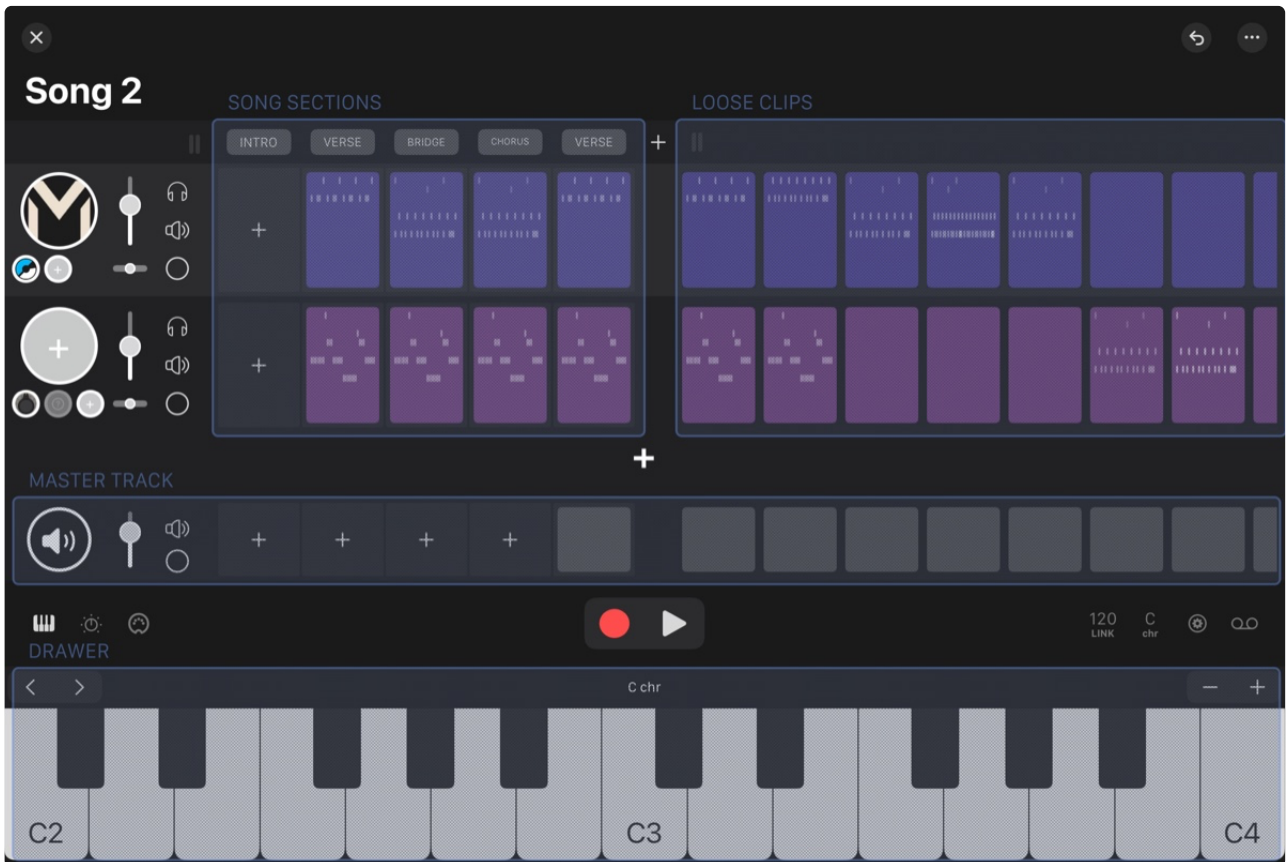 Song 2
SONG SECTIONS
LOOSE CLIPS
INTRO VERSE BRIDGE CHORUS VERSE
MASTER TRACK
120 C
LINK chr
DRAWER
C chr
C2 C3 C4